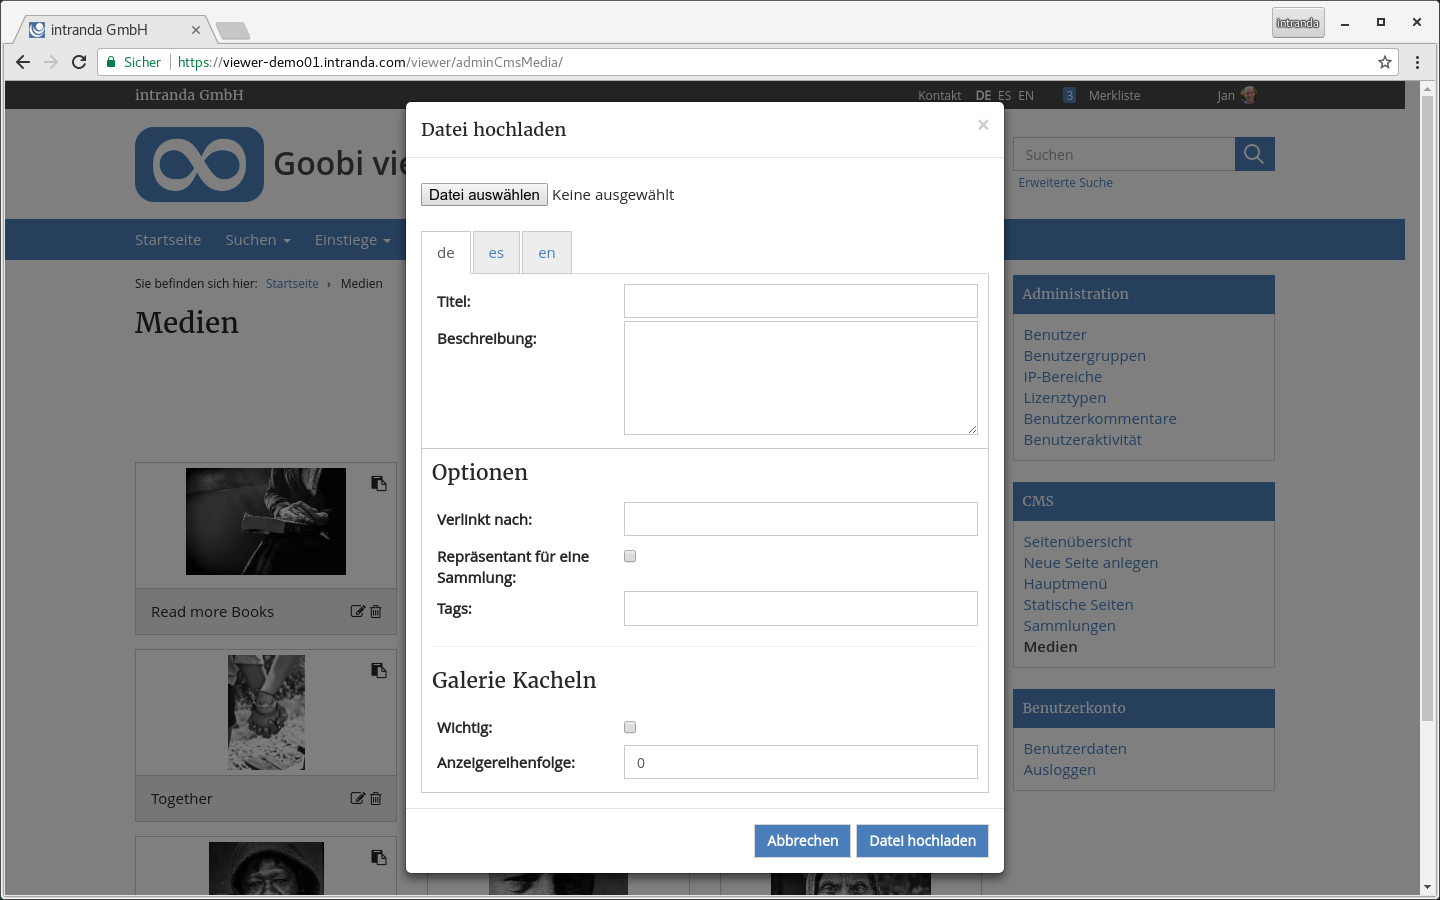 intranda GmbH
intranda
Sicher https://viewer-demo01.intranda.com/viewer/adminCmsMedia/
intranda GmbH
Kontakt DE ES EN 3 Merkliste Jan
Goobi vie
Suchen
Erweiterte Suche
Startseite Suchen Einstiege
Sie befinden sich hier: Startseite › Medien
Medien
Read more Books
Together
Datei hochladen
×
Datei auswählen Keine ausgewählt
de es en
Titel:
Beschreibung:
Optionen
Verlinkt nach:
Repräsentant für eine
Sammlung:
Tags:
Galerie Kacheln
Wichtig:
Anzeigereihenfolge: 0
Abbrechen Datei hochladen
Administration
Benutzer
Benutzergruppen
IP-Bereiche
Lizenztypen
Benutzerkommentare
Benutzeraktivität
CMS
Seitenübersicht
Neue Seite anlegen
Hauptmenü
Statische Seiten
Sammlungen
Medien
Benutzerkonto
Benutzerdaten
Ausloggen